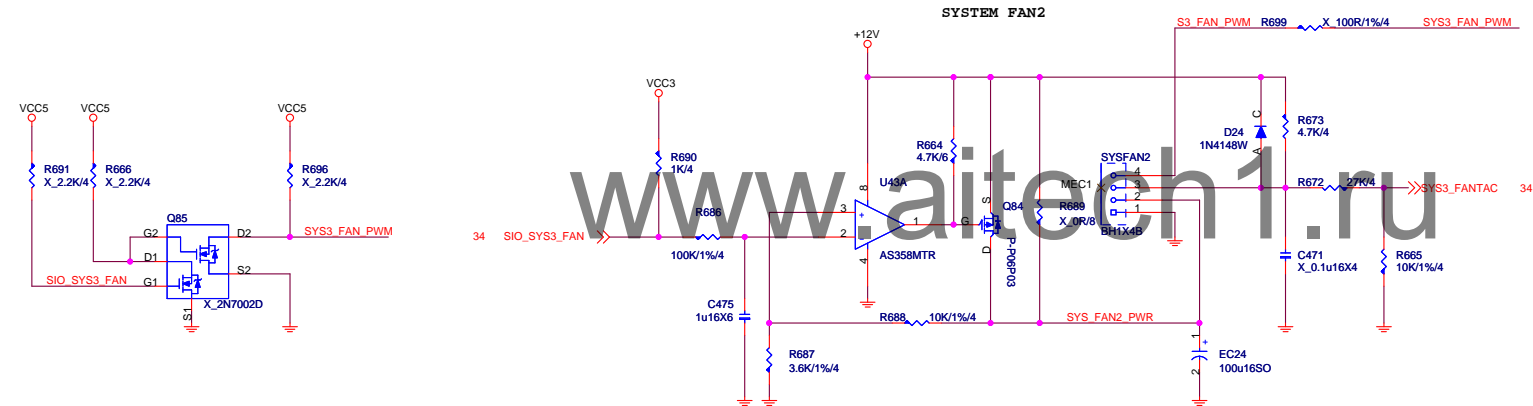 SYSTEM FAN2
S3_FAN_PWM R699 X_100R/1%/4 SYS3_FAN_PWM
+12V
VCC3
VCC5 VCC5 VCC5
R691 X_2.2K/4
R666 X_2.2K/4
R696 X_2.2K/4
Q85
G2 D2
D1
SYS3_FAN_PWM
S2
SIO_SYS3_FAN G1
X_2N7002D
S1
34 SIO_SYS3_FAN
R690 1K/4
R686
100K/1%/4
C475 1u16X6
U43A
8
3 +
1
2
4
AS358MTR
R664 4.7K/6
S
G Q84
D
P-P06P03
R689 X_0R/8
R688 10K/1%/4
SYS_FAN2_PWR
R687 3.6K/1%/4
SYSFAN2
MEC1
4
3
2
1
BH1X4B
C
D24 1N4148W
A
R673 4.7K/4
R672 27K/4
SYS3_FANTAC 34
C471 X_0.1u16X4
R665 10K/1%/4
1 +
EC24 100u16SO
2
www.aitech1.ru